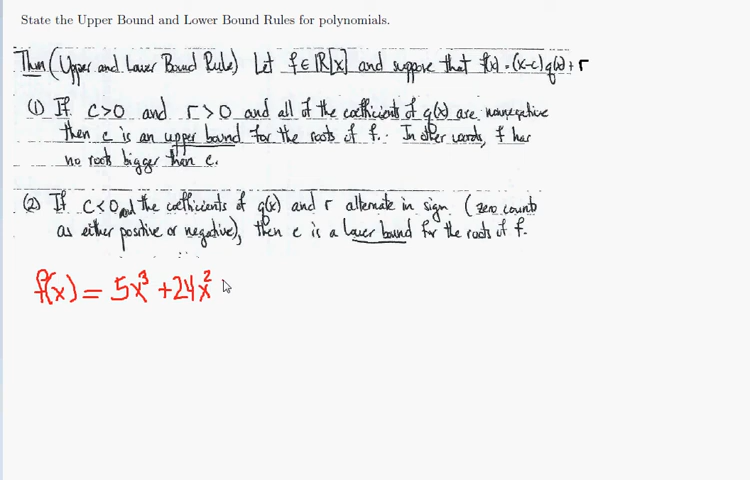 State the Upper Bound and Lower Bound Rules for polynomials.
Thm (Upper and Lower Bound Rule) Let f ∈ ℝ[x] and suppose that f(x) = (x-c)q(x) + r
(1) If c>0 and r>0 and all of the coefficients of q(x) are nonnegative
then c is an upper bound for the roots of f. In other words, f has
no roots bigger than c.
(2) If c<0 and the coefficients of q(x) and r alternate in sign (zero counts
as either positive or negative), then c is a lower bound for the roots of f.
f(x) = 5x³ + 24x²